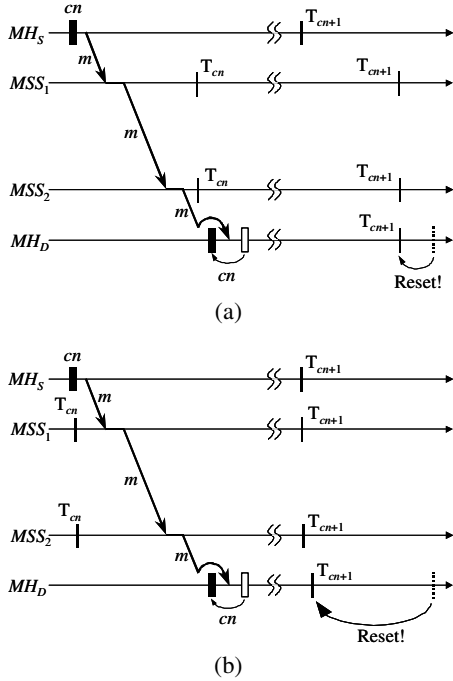 cn
MH_S
T_cn+1
m
MSS_1
T_cn
T_cn+1
m
MSS_2
T_cn
T_cn+1
m
MH_D
T_cn+1
cn
Reset!
(a)
cn
MH_S
T_cn+1
T_cn
m
MSS_1
T_cn+1
m
T_cn
MSS_2
T_cn+1
m
MH_D
T_cn+1
cn
Reset!
(b)